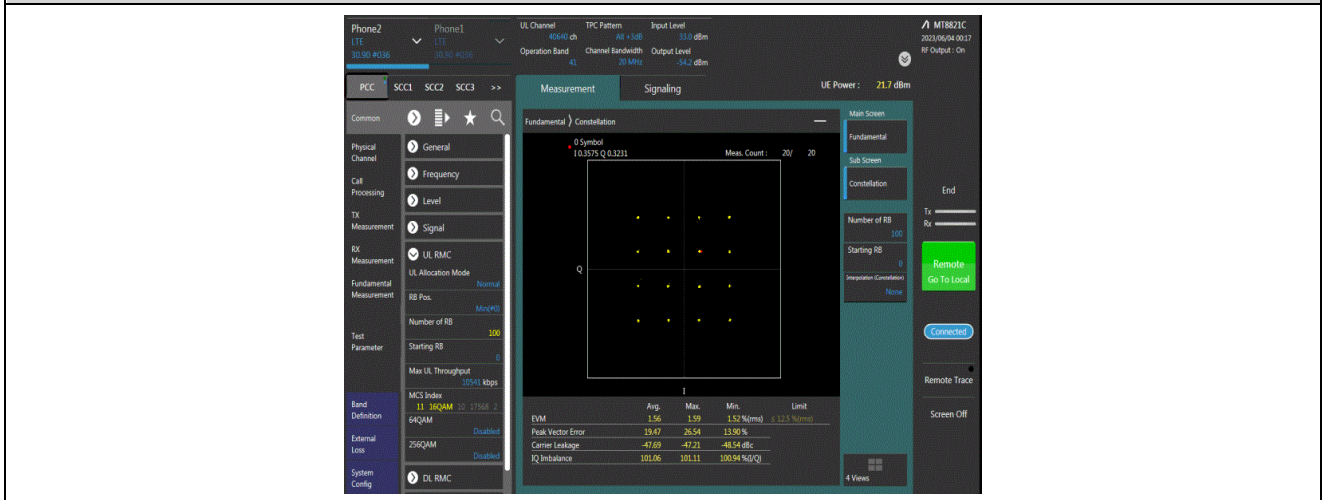 Phone2
LTE
30.90 #036
Phone1
LTE
30.90 #036
UL Channel
40640 ch
TPC Pattern
All +3dB
Input Level
33.0 dBm
Operation Band
41
Channel Bandwidth
20 MHz
Output Level
-54.2 dBm
MT8821C
2023/06/04 00:17
RF Output : On
PCC SCC1 SCC2 SCC3 >>
Measurement
Signaling
UE Power : 21.7 dBm
Common
Physical
Channel
Call
Processing
TX
Measurement
RX
Measurement
Fundamental
Measurement
Test
Parameter
Band
Definition
External
Loss
System
Config
General
Frequency
Level
Signal
UL RMC
UL Allocation Mode
Normal
RB Pos.
Min(#0)
Number of RB
100
Starting RB
0
Max UL Throughput
10541 kbps
MCS Index
11 16QAM 10 17568 2
64QAM
Disabled
256QAM
Disabled
DL RMC
Fundamental > Constellation
0 Symbol
I 0.3575 Q 0.3231
Meas. Count : 20/ 20
Q
I
Avg. Max. Min. Limit
EVM 1.56 1.59 1.52 %(rms) ≤ 12.5 %(rms)
Peak Vector Error 19.47 26.54 13.90 %
Carrier Leakage -47.69 -47.21 -48.54 dBc
IQ Imbalance 101.06 101.11 100.94 %(I/Q)
Main Screen
Fundamental
Sub Screen
Constellation
Number of RB
100
Starting RB
0
Interpolation (Constellation)
None
4 Views
End
Tx
Rx
Remote
Go To Local
Connected
Remote Trace
Screen Off